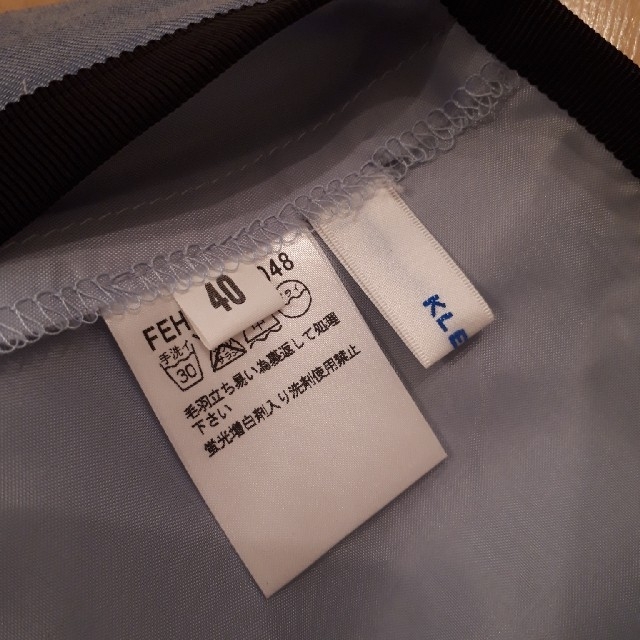 40
048
FEH
手洗イ
30
毛羽立ち易い為裏返して処理
下さい
蛍光増白剤入り洗剤使用禁止
KLE